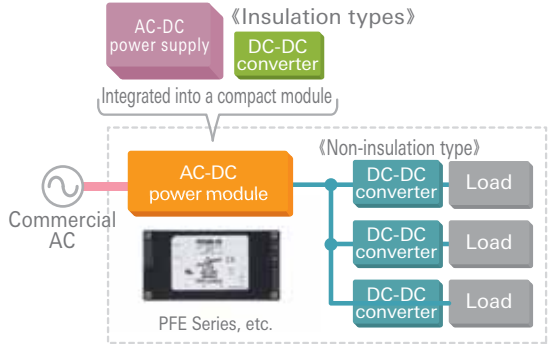 AC-DC
power supply
《Insulation types》
DC-DC
converter
Integrated into a compact module
AC-DC
power module
《Non-insulation type》
DC-DC
converter
Load
DC-DC
converter
Load
DC-DC
converter
Load
Commercial
AC
PFE Series, etc.